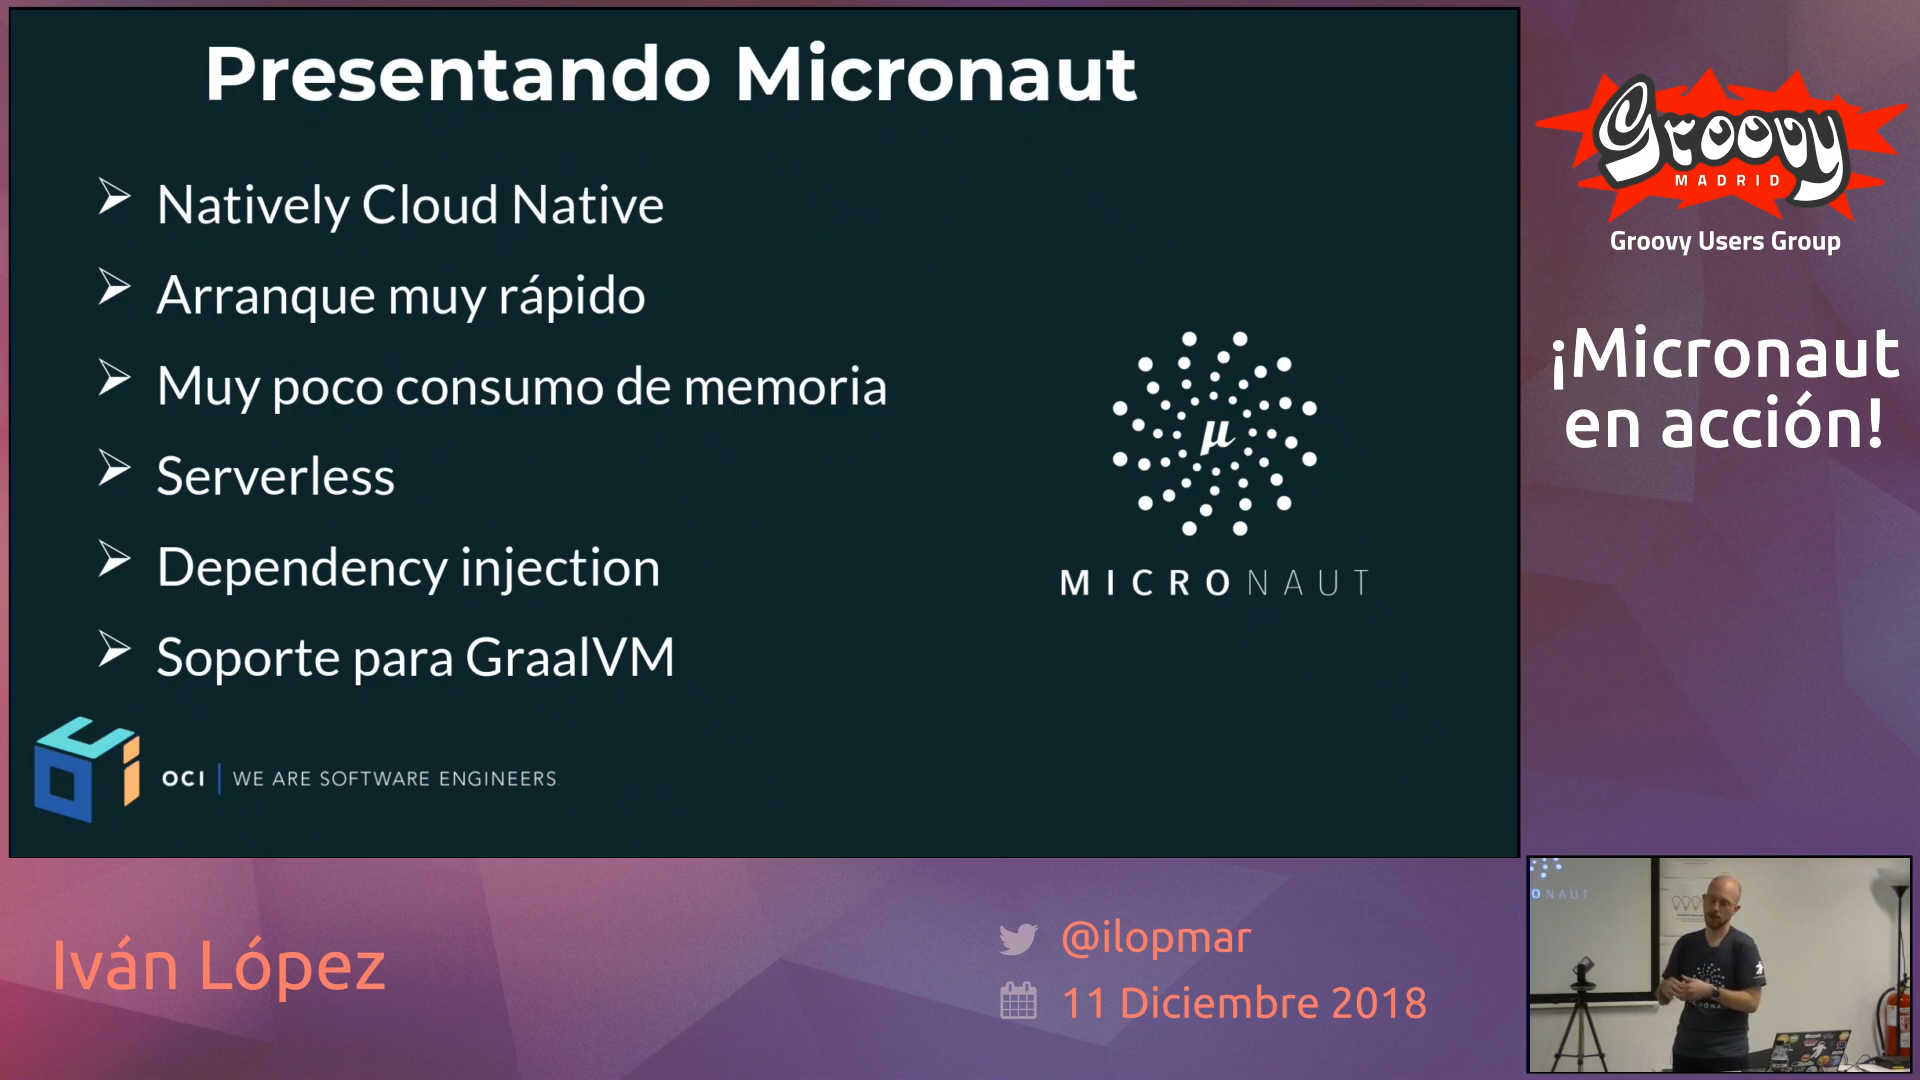 Presentando Micronaut
Natively Cloud Native
Arranque muy rápido
Muy poco consumo de memoria
Serverless
Dependency injection
Soporte para GraalVM
µ
MICRONAUT
OCI | WE ARE SOFTWARE ENGINEERS.
Groovy
MADRID
Groovy Users Group
¡Micronaut
en acción!
Iván López
@ilopmar
11 Diciembre 2018
ONAUT